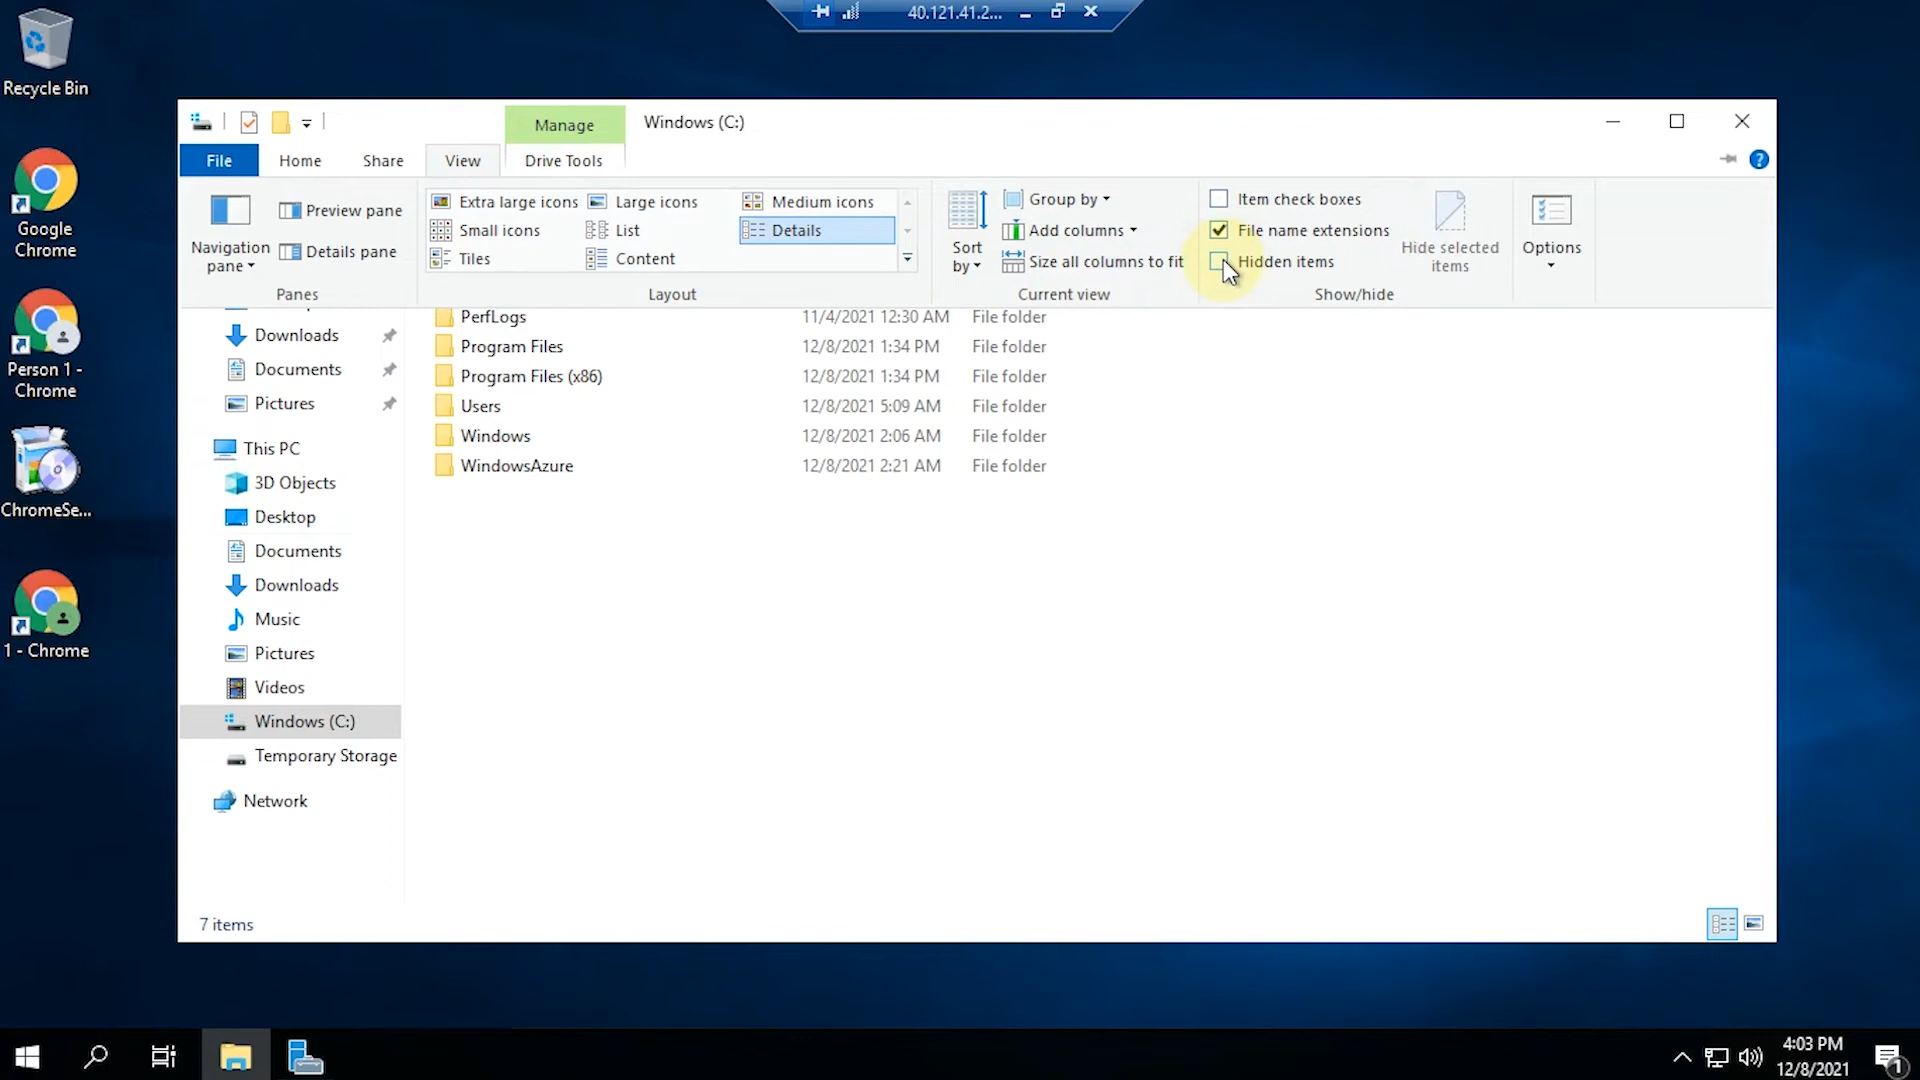 40.121.41.2...
Recycle Bin
Google
Chrome
Person 1 -
Chrome
ChromeSe...
1 - Chrome
Manage
Windows (C:)
File
Home
Share
View
Drive Tools
?
Navigation
pane
Preview pane
Details pane
Panes
Extra large icons
Large icons
Medium icons
Small icons
List
Details
Tiles
Content
Layout
Sort
by
Group by
Add columns
Size all columns to fit
Current view
Item check boxes
File name extensions
Hidden items
Hide selected
items
Show/hide
Options
Downloads
Documents
Pictures
This PC
3D Objects
Desktop
Documents
Downloads
Music
Pictures
Videos
Windows (C:)
Temporary Storage
Network
PerfLogs 11/4/2021 12:30 AM File folder
Program Files 12/8/2021 1:34 PM File folder
Program Files (x86) 12/8/2021 1:34 PM File folder
Users 12/8/2021 5:09 AM File folder
Windows 12/8/2021 2:06 AM File folder
WindowsAzure 12/8/2021 2:21 AM File folder
7 items
4:03 PM
12/8/2021
1